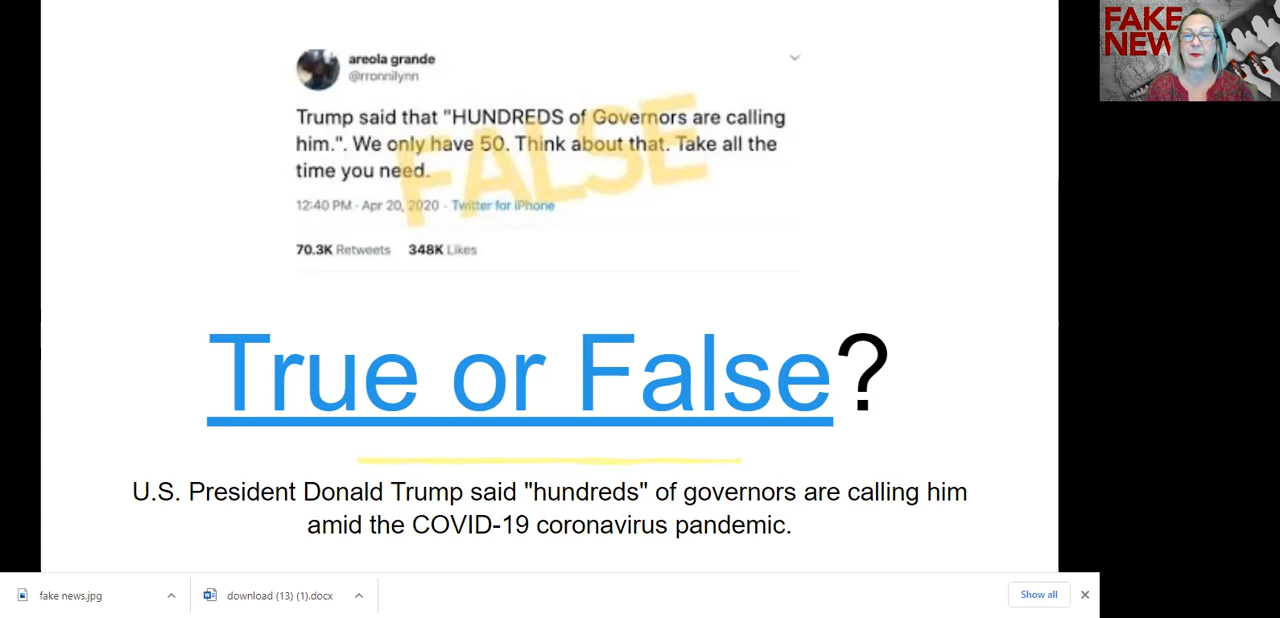 areola grande
@rronnilynn
Trump said that "HUNDREDS of Governors are calling
him.". We only have 50. Think about that. Take all the
time you need.
FALSE
12:40 PM · Apr 20, 2020 · Twitter for iPhone
70.3K Retweets 348K Likes
FAKE
NEW
True or False?
U.S. President Donald Trump said "hundreds" of governors are calling him
amid the COVID-19 coronavirus pandemic.
fake news.jpg
download (13) (1).docx
Show all